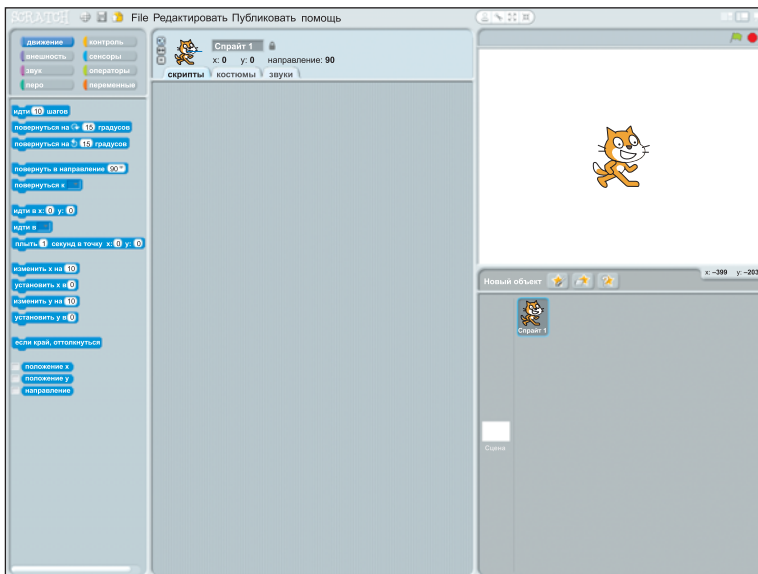 SCRATCH File Редактировать Публиковать помощь
движение контроль
внешность сенсоры
звук операторы
перо переменные
Спрайт 1
x: 0 y: 0 направление: 90
скрипты костюмы звуки
идти 10 шагов
повернуться на 15 градусов
повернуться на 15 градусов
повернуть в направление 90
повернуться к
идти в x: 0 y: 0
идти в
плыть 1 секунд в точку x: 0 y: 0
изменить x на 10
установить x в 0
изменить y на 10
установить y в 0
если край, оттолкнуться
положение x
положение y
направление
x: –399 y: –203
Новый объект
Спрайт 1
Сцена